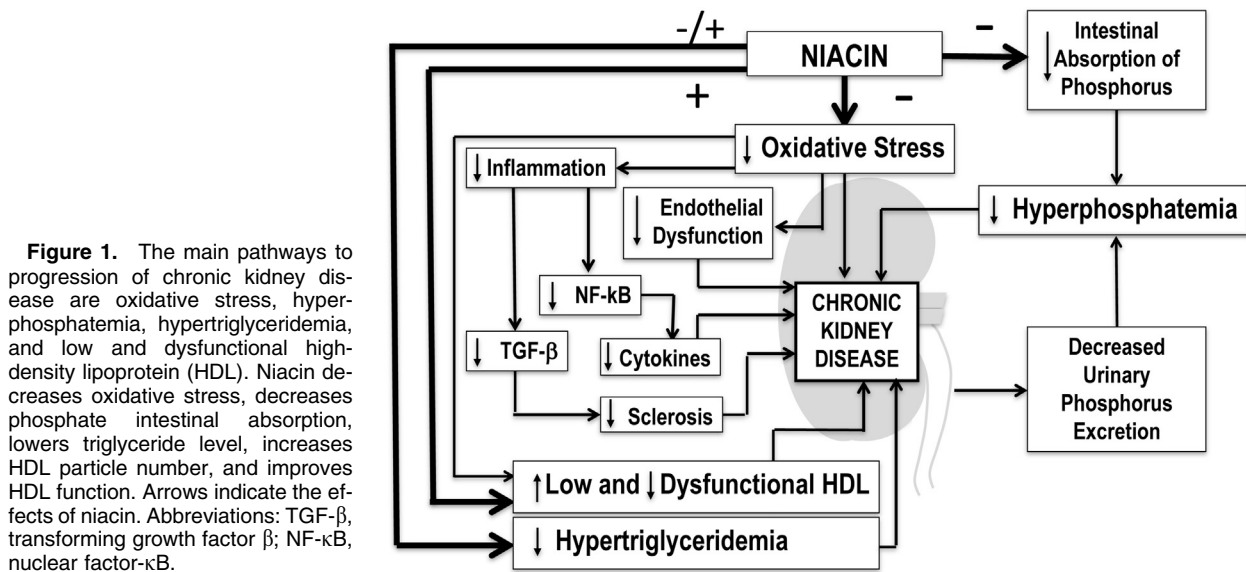 Figure 1. The main pathways to
progression of chronic kidney dis-
ease are oxidative stress, hyper-
phosphatemia, hypertriglyceridemia,
and low and dysfunctional high-
density lipoprotein (HDL). Niacin de-
creases oxidative stress, decreases
phosphate intestinal absorption,
lowers triglyceride level, increases
HDL particle number, and improves
HDL function. Arrows indicate the ef-
fects of niacin. Abbreviations: TGF-β,
transforming growth factor β; NF-κB,
nuclear factor-κB.
-/+
NIACIN
-
↓ Intestinal
Absorption of
Phosphorus
+
-
↓ Oxidative Stress
↓ Inflammation
↓ Endothelial
Dysfunction
↓ Hyperphosphatemia
↓ NF-kB
CHRONIC
KIDNEY
DISEASE
↓ TGF-β
↓ Cytokines
Decreased
Urinary
Phosphorus
Excretion
↓ Sclerosis
↑ Low and ↓ Dysfunctional HDL
↓ Hypertriglyceridemia